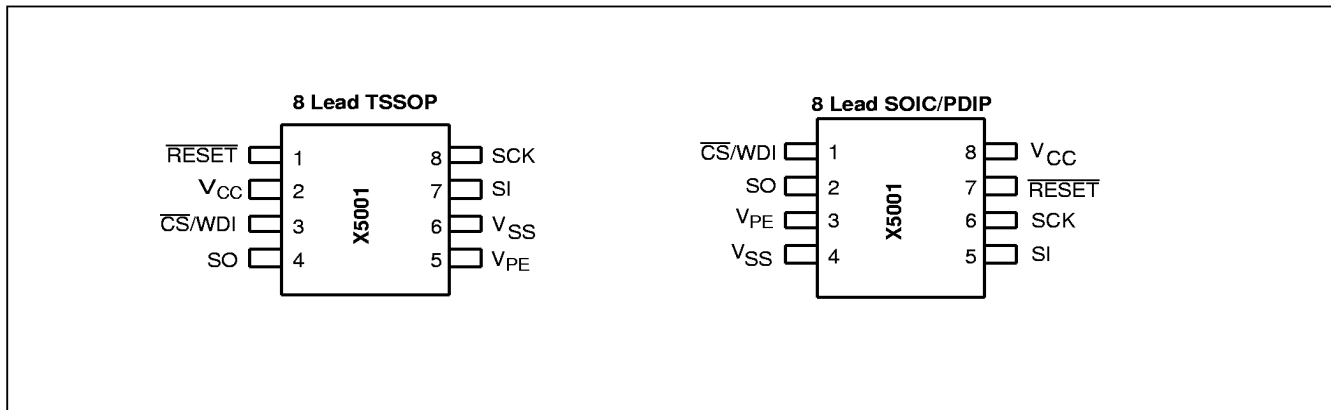 8 Lead TSSOP
RESET 1 8 SCK
VCC 2 7 SI
CS/WDI 3 6 VSS
SO 4 5 VPE
X5001
8 Lead SOIC/PDIP
CS/WDI 1 8 VCC
SO 2 7 RESET
VPE 3 6 SCK
VSS 4 5 SI
X5001